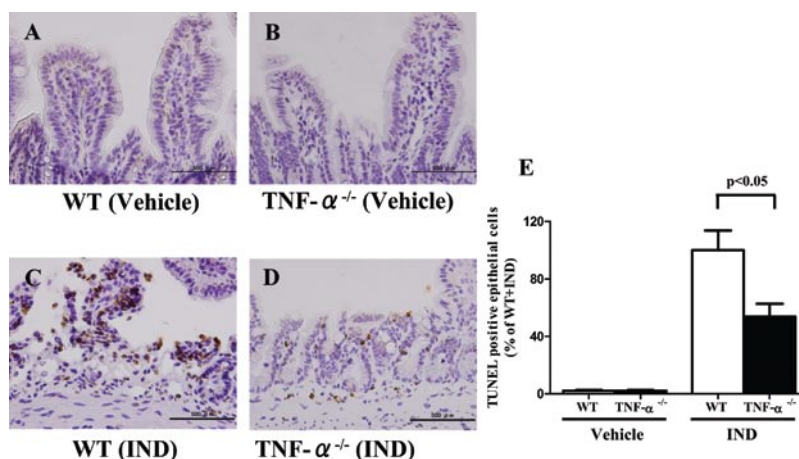 A
B
WT (Vehicle)
TNF-α-/- (Vehicle)
C
D
WT (IND)
TNF-α-/- (IND)
E
p<0.05
TUNEL positive epithelial cells
(% of WT+IND)
120
80
40
0
WT
TNF-α-/-
WT
TNF-α-/-
Vehicle
IND